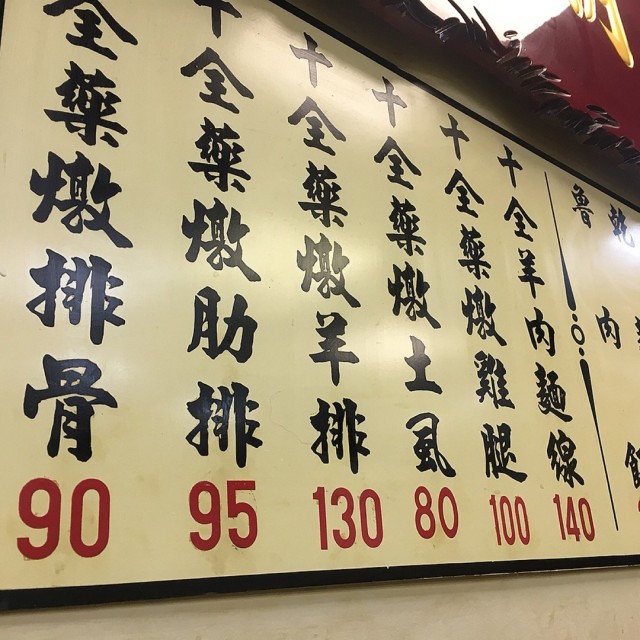 全藥燉排骨
90
十全藥燉肋排
95
十全藥燉羊排
130
十全藥燉土虱
80
十全藥燉雞腿
100
十全羊肉麵線
140
魯肉
乾